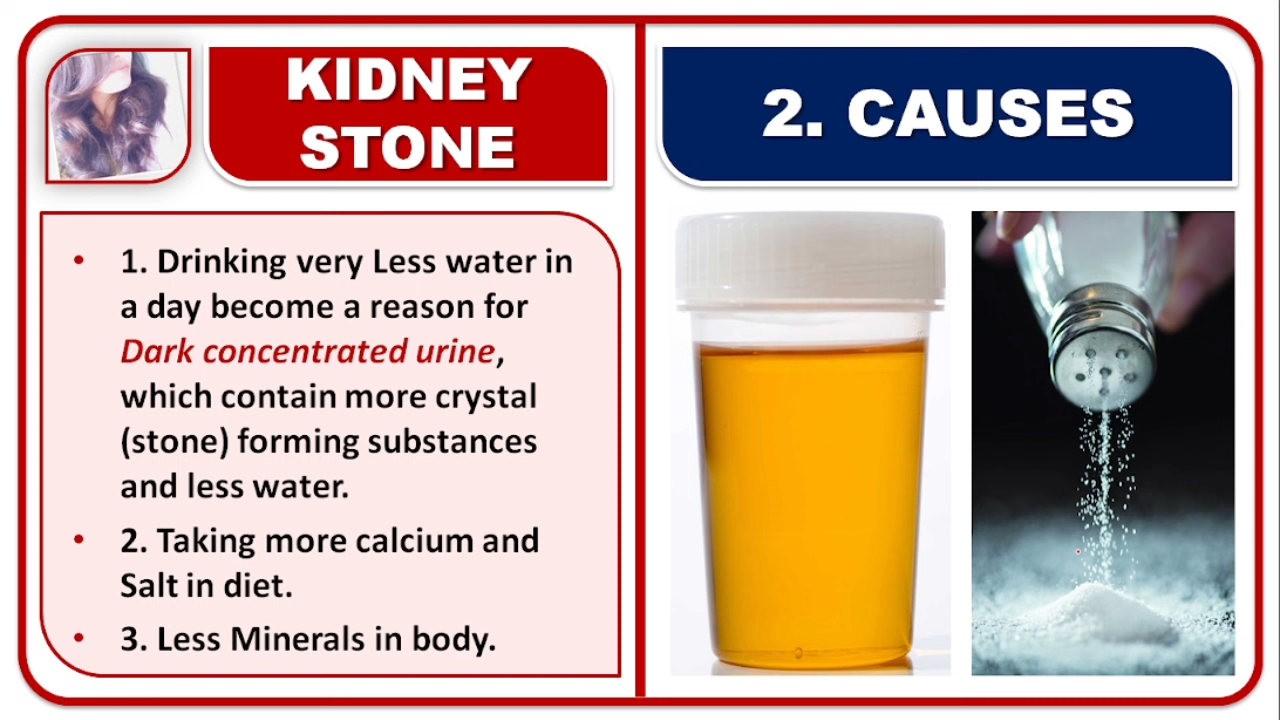 KIDNEY
STONE
2. CAUSES
• 1. Drinking very Less water in
a day become a reason for
Dark concentrated urine,
which contain more crystal
(stone) forming substances
and less water.
• 2. Taking more calcium and
Salt in diet.
• 3. Less Minerals in body.